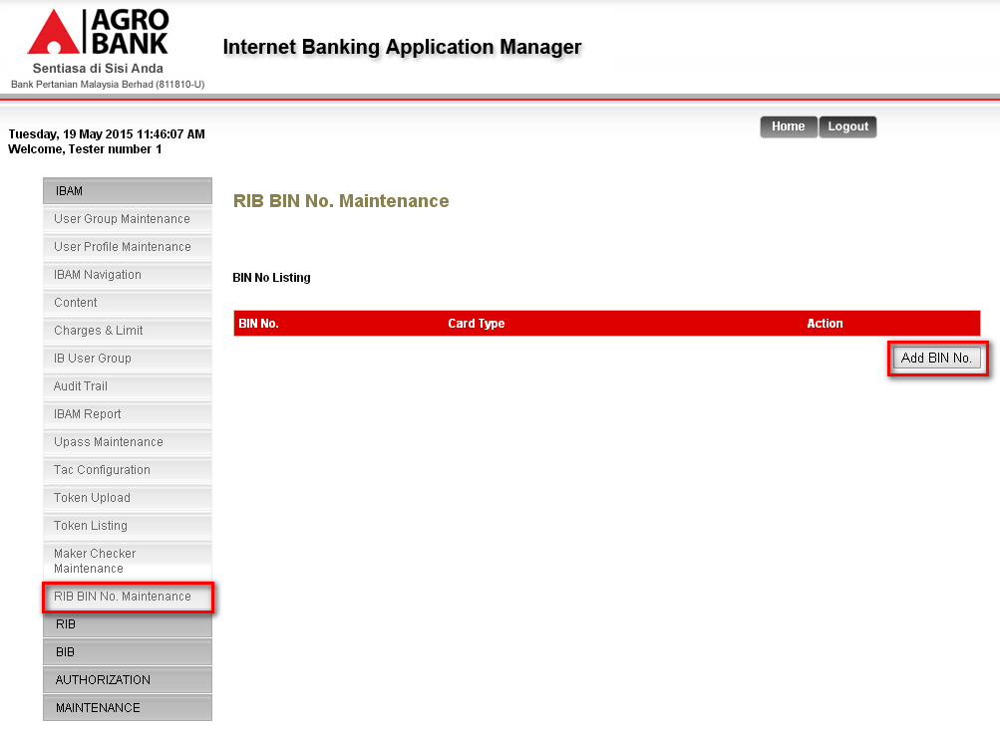 AGRO
BANK
Sentiasa di Sisi Anda
Bank Pertanian Malaysia Berhad (811810-U)
Internet Banking Application Manager
Tuesday, 19 May 2015 11:46:07 AM
Welcome, Tester number 1
Home Logout
IBAM
User Group Maintenance
User Profile Maintenance
IBAM Navigation
Content
Charges & Limit
IB User Group
Audit Trail
IBAM Report
Upass Maintenance
Tac Configuration
Token Upload
Token Listing
Maker Checker
Maintenance
RIB BIN No. Maintenance
RIB
BIB
AUTHORIZATION
MAINTENANCE
RIB BIN No. Maintenance
BIN No Listing
BIN No. Card Type Action
Add BIN No.